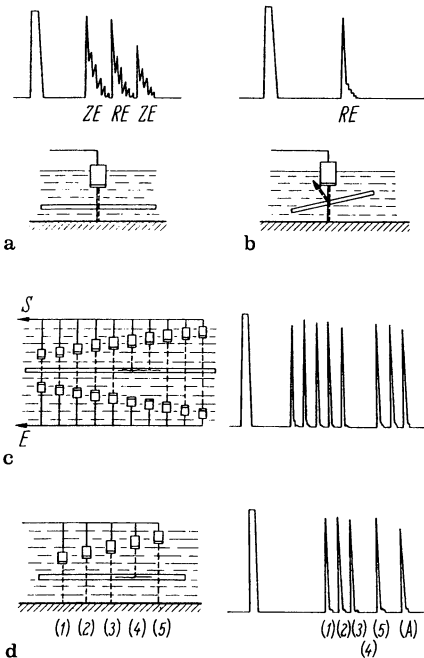 ZE RE ZE
RE
a
b
S
E
c
(1) (2) (3) (4) (5)
(1) (2) (3) (5) (A)
(4)
d